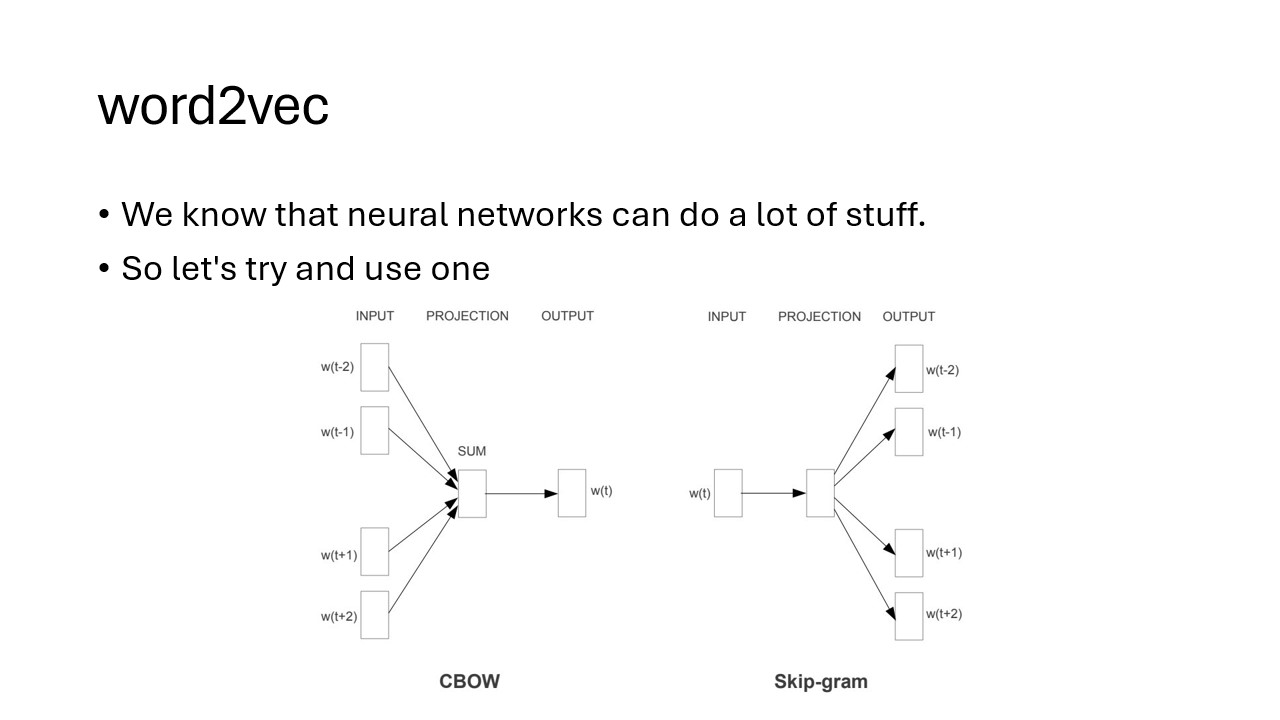 word2vec
• We know that neural networks can do a lot of stuff.
• So let's try and use one
INPUT PROJECTION OUTPUT
w(t-2)
w(t-1)
SUM
w(t)
w(t+1)
w(t+2)
CBOW
INPUT PROJECTION OUTPUT
w(t-2)
w(t-1)
w(t)
w(t+1)
w(t+2)
Skip-gram